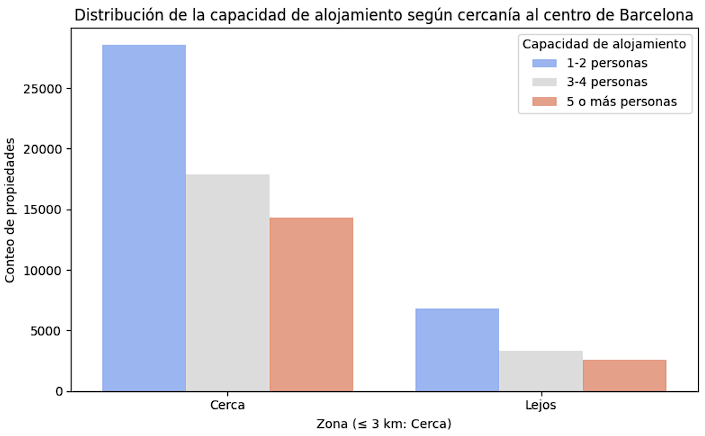 Distribución de la capacidad de alojamiento según cercanía al centro de Barcelona
Capacidad de alojamiento
1-2 personas
3-4 personas
5 o más personas
Conteo de propiedades
25000
20000
15000
10000
5000
0
Cerca
Lejos
Zona (≤ 3 km: Cerca)